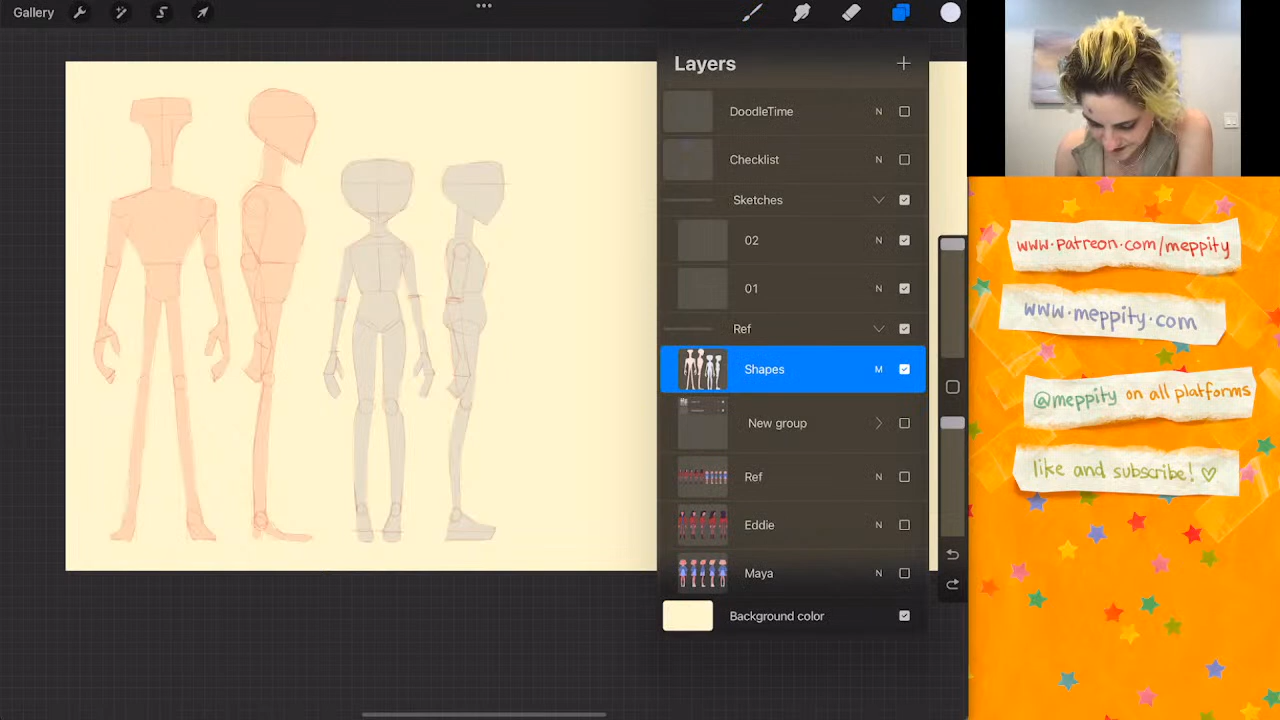 Gallery
Layers
DoodleTime N
Checklist N
Sketches
02 N
01 N
Ref
Shapes M
New group
Ref N
Eddie N
Maya N
Background color
www.patreon.com/meppity
www.meppity.com
@meppity on all platforms
like and subscribe! ♡